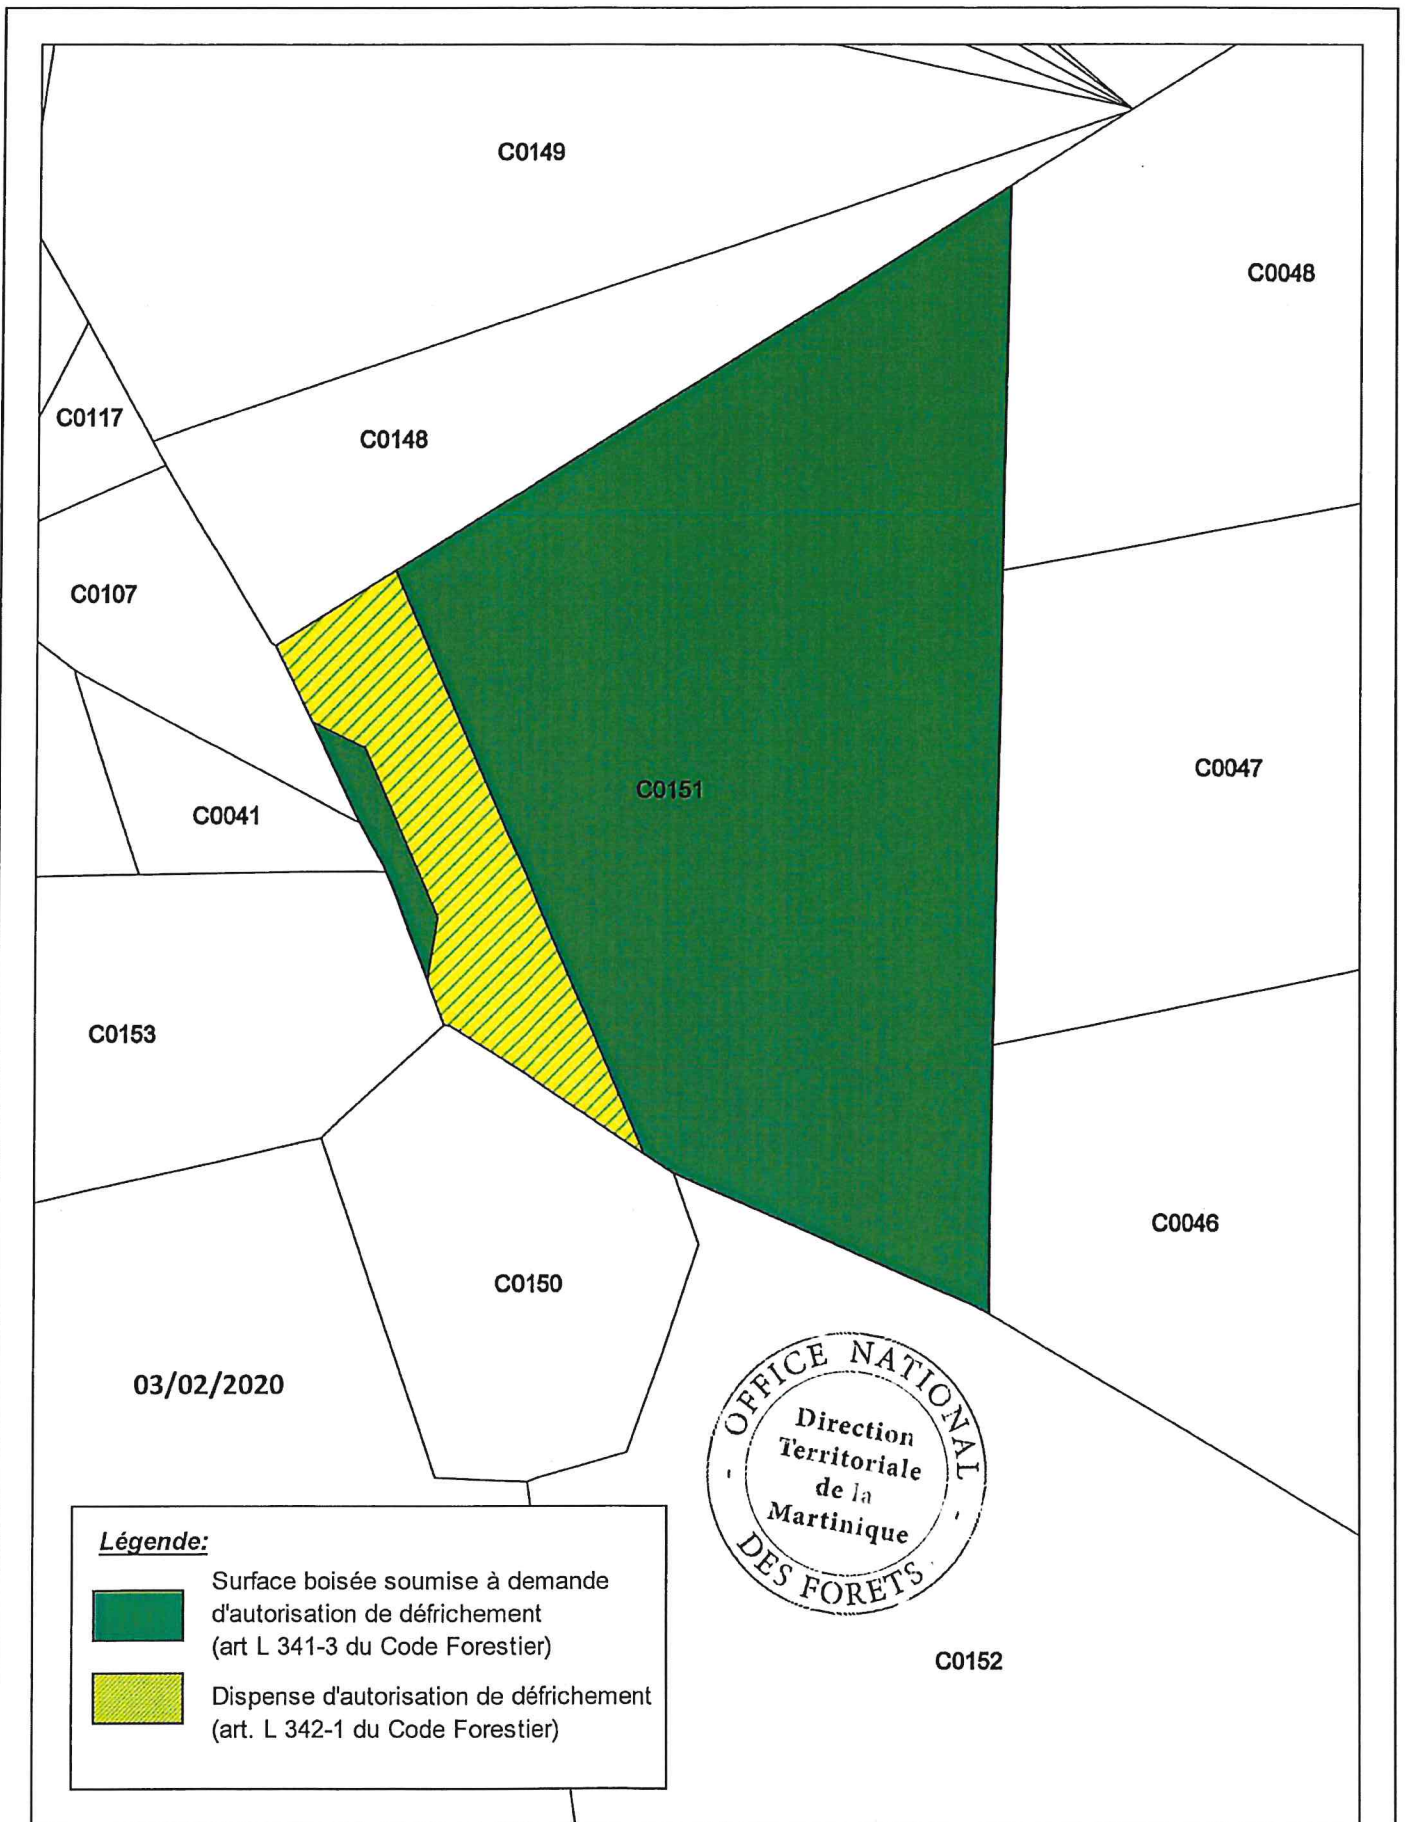 C0149
C0048
C0117
C0148
C0107
C0047
C0151
C0041
C0153
C0046
C0150
03/02/2020
- OFFICE NATIONAL -
DES FORETS
Direction
Territoriale
de la
Martinique
C0152
Légende:
Surface boisée soumise à demande
d'autorisation de défrichement
(art L 341-3 du Code Forestier)
Dispense d'autorisation de défrichement
(art. L 342-1 du Code Forestier)